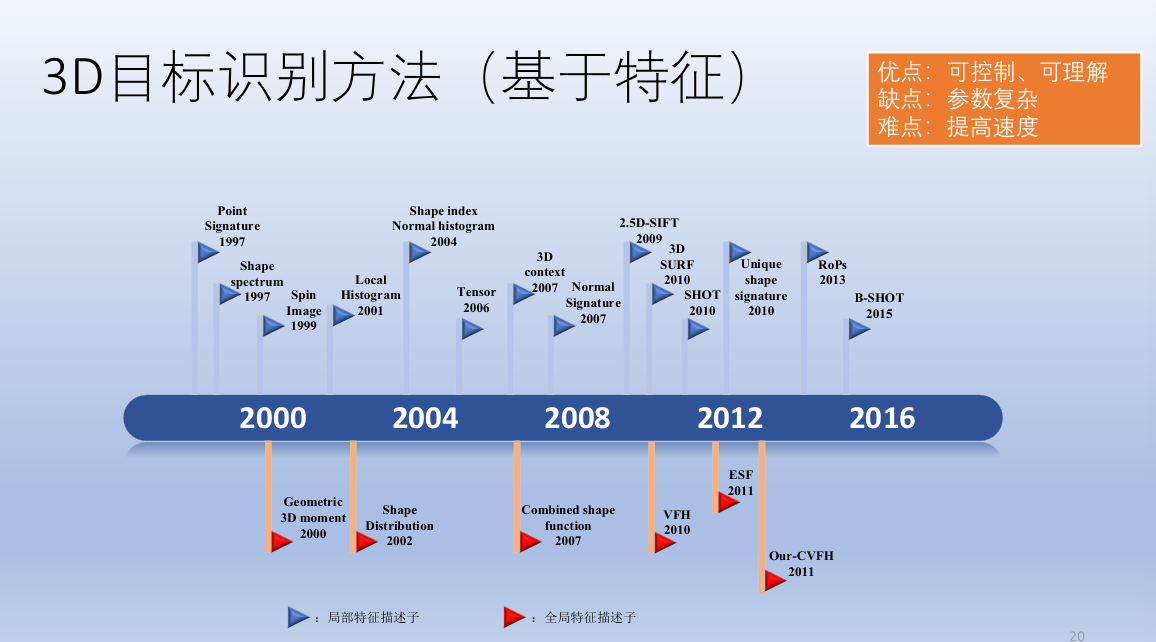 3D目标识别方法（基于特征）
优点：可控制、可理解
缺点：参数复杂
难点：提高速度
Point
Signature
1997
Shape
spectrum
1997
Spin
Image
1999
Local
Histogram
2001
Shape index
Normal histogram
2004
Tensor
2006
3D
context
2007
Normal
Signature
2007
2.5D-SIFT
2009
3D
SURF
2010
SHOT
2010
Unique
shape
signature
2010
RoPs
2013
B-SHOT
2015
2000
2004
2008
2012
2016
Geometric
3D moment
2000
Shape
Distribution
2002
Combined shape
function
2007
VFH
2010
ESF
2011
Our-CVFH
2011
：局部特征描述子
：全局特征描述子
20